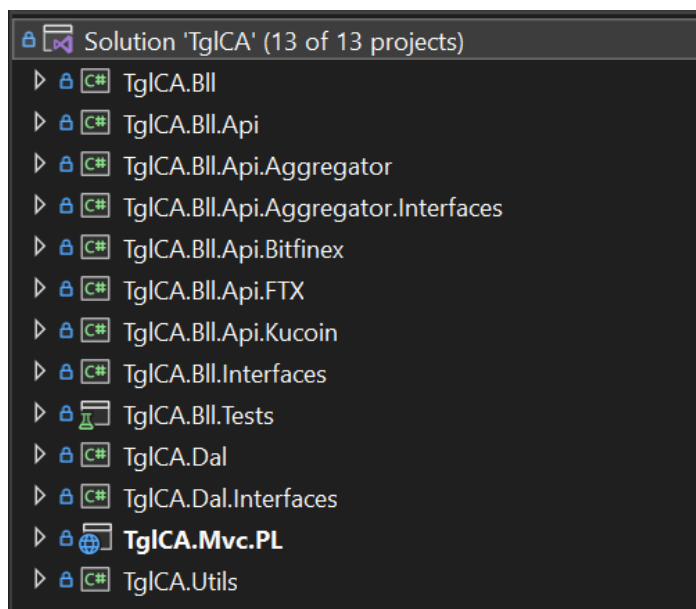 Solution 'TglCA' (13 of 13 projects)
C# TglCA.Bll
C# TglCA.Bll.Api
C# TglCA.Bll.Api.Aggregator
C# TglCA.Bll.Api.Aggregator.Interfaces
C# TglCA.Bll.Api.Bitfinex
C# TglCA.Bll.Api.FTX
C# TglCA.Bll.Api.Kucoin
C# TglCA.Bll.Interfaces
TglCA.Bll.Tests
C# TglCA.Dal
C# TglCA.Dal.Interfaces
TglCA.Mvc.PL
C# TglCA.Utils